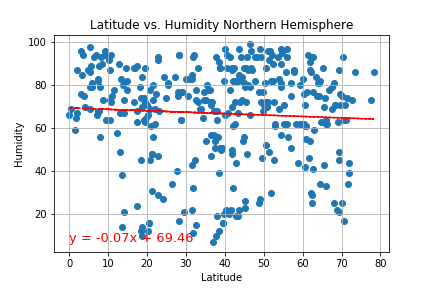 Latitude vs. Humidity Northern Hemisphere
100
80
60
40
20
Humidity
y = -0.07x + 69.46
0 10 20 30 40 50 60 70 80
Latitude